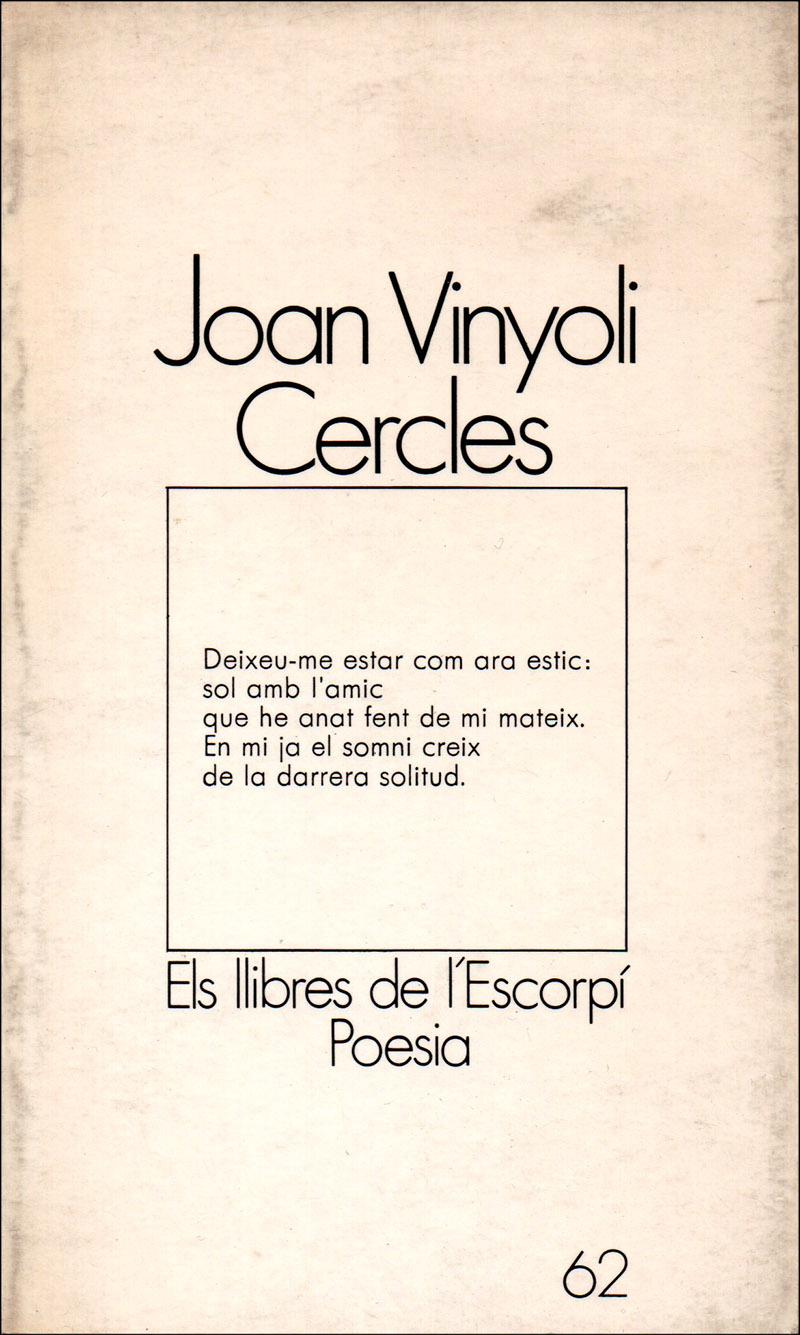 Joan Vinyoli
Cercles
Deixeu-me estar com ara estic:
sol amb l'amic
que he anat fent de mi mateix.
En mi ja el somni creix
de la darrera solitud.
Els llibres de l'Escorpí
Poesia
62